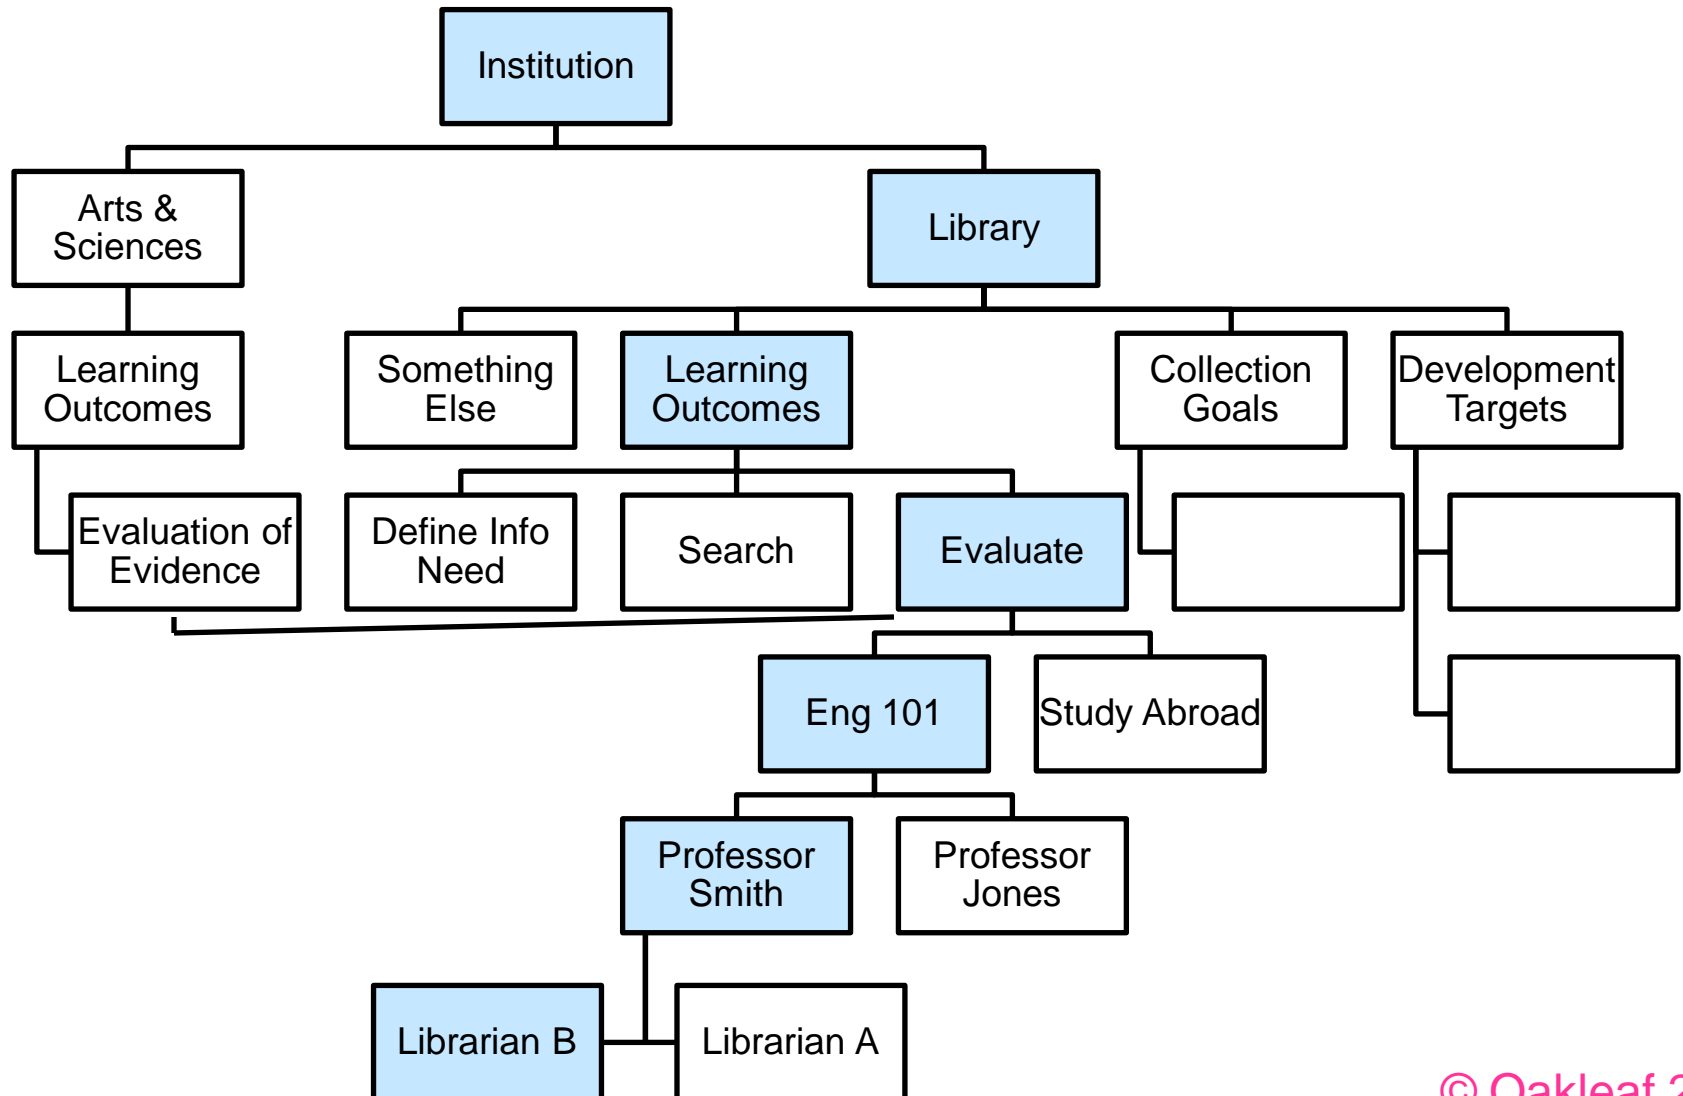 Institution
Arts &
Sciences
Library
Learning
Outcomes
Something
Else
Learning
Outcomes
Collection
Goals
Development
Targets
Evaluation of
Evidence
Define Info
Need
Search
Evaluate
Eng 101
Study Abroad
Professor
Smith
Professor
Jones
Librarian B
Librarian A
© Oakleaf